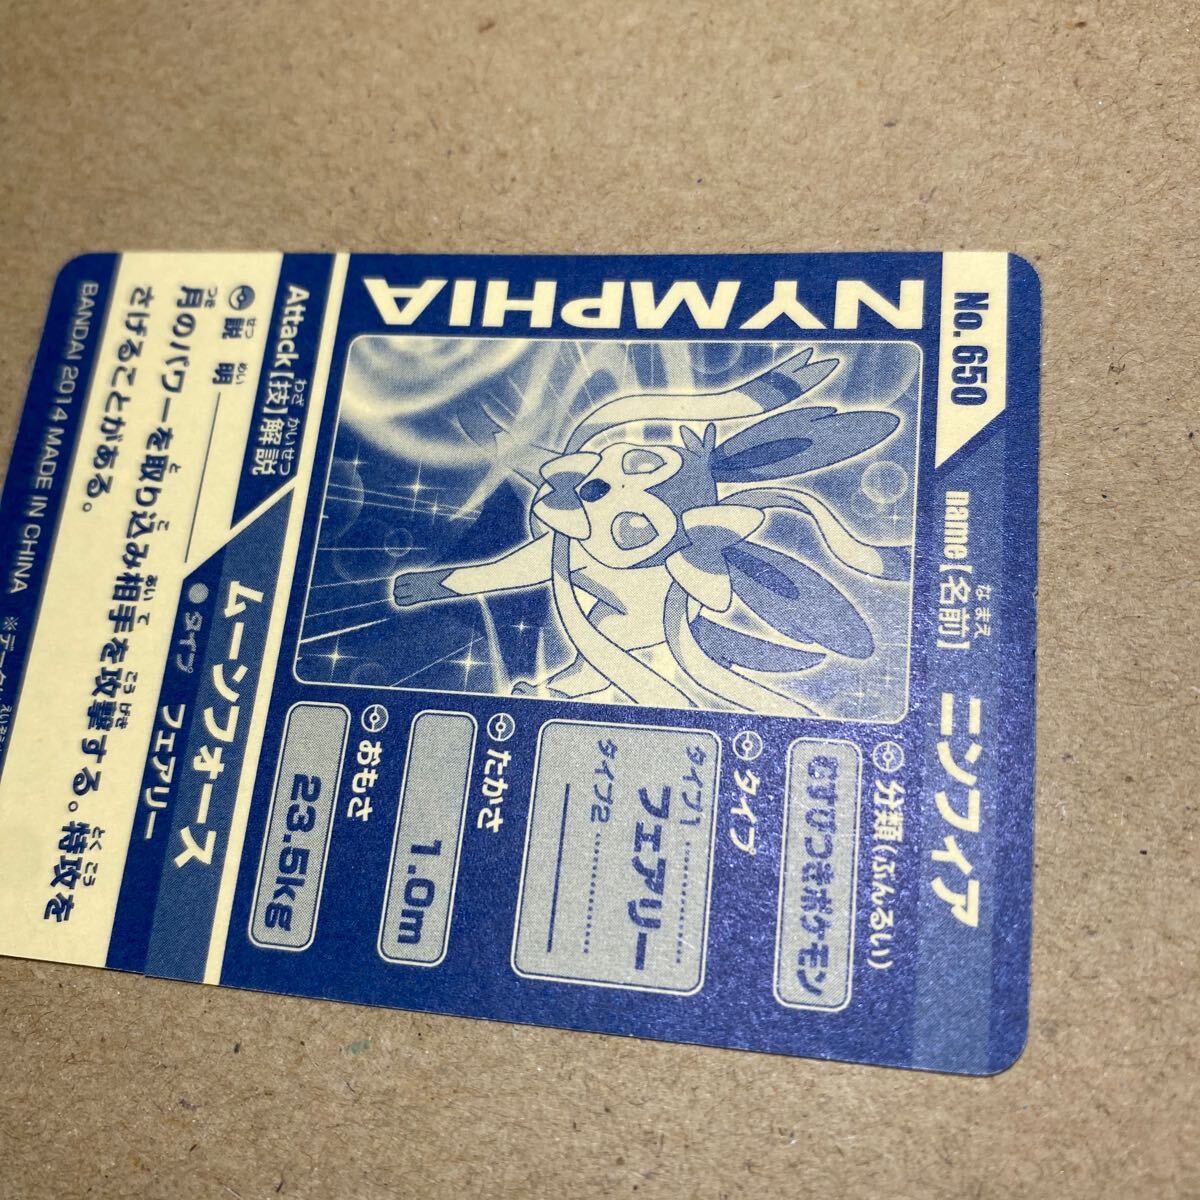 No. 650
name【名前】
なまえ
ニンフィア
NYMPHIA
分類(ぶんるい)
むすびつきポケモン
タイプ
タイプ1
フェアリー
タイプ2
たかさ
1.0m
おもさ
23.5kg
Attack【技】解説
わざ かいせつ
ムーンフォース
タイプ フェアリー
説明
せつ めい
月のパワーを取り込み相手を攻撃する。特攻を
つき と こ あいて こうげき とくこう
さげることがある。
BANDAI 2014 MADE IN CHINA